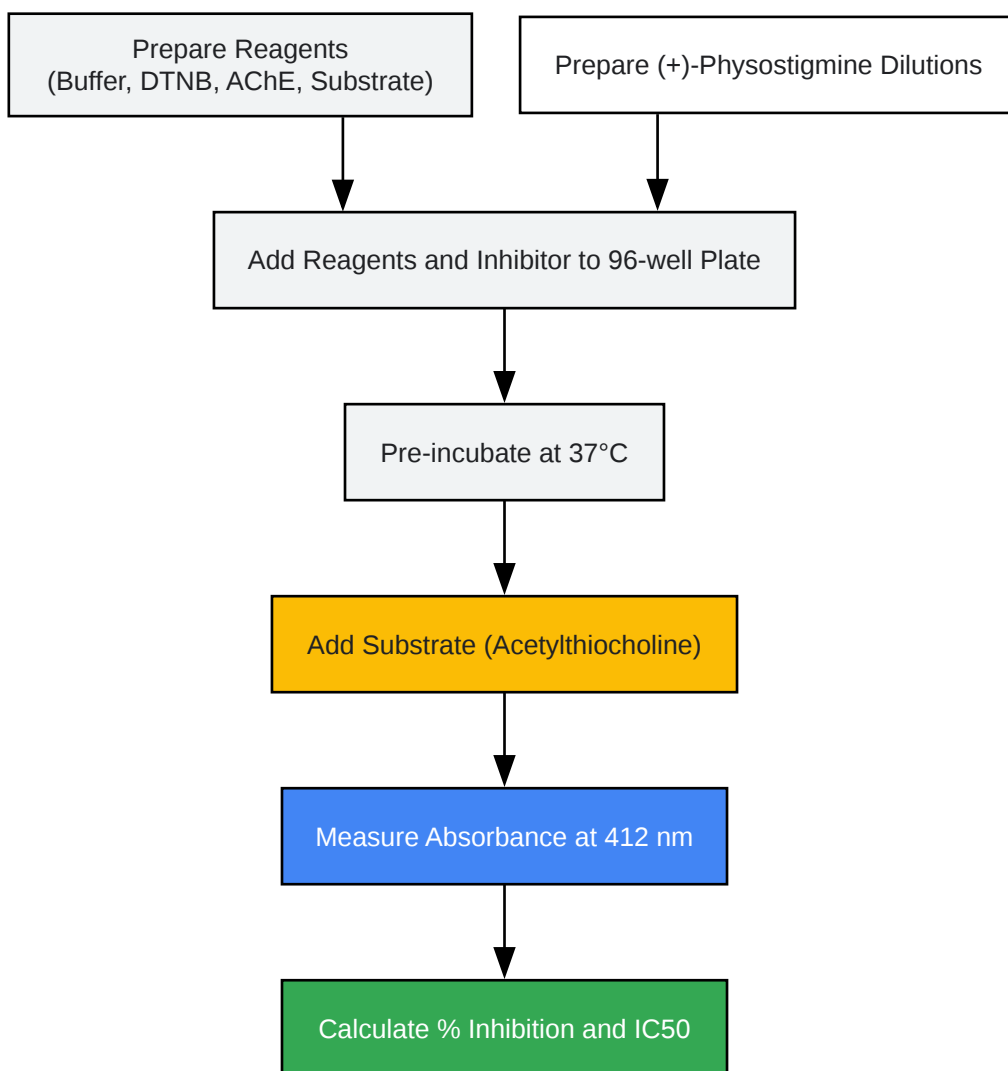 Prepare Reagents
(Buffer, DTNB, AChE, Substrate)
Prepare (+)-Physostigmine Dilutions
Add Reagents and Inhibitor to 96-well Plate
Pre-incubate at 37°C
Add Substrate (Acetylthiocholine)
Measure Absorbance at 412 nm
Calculate % Inhibition and IC50